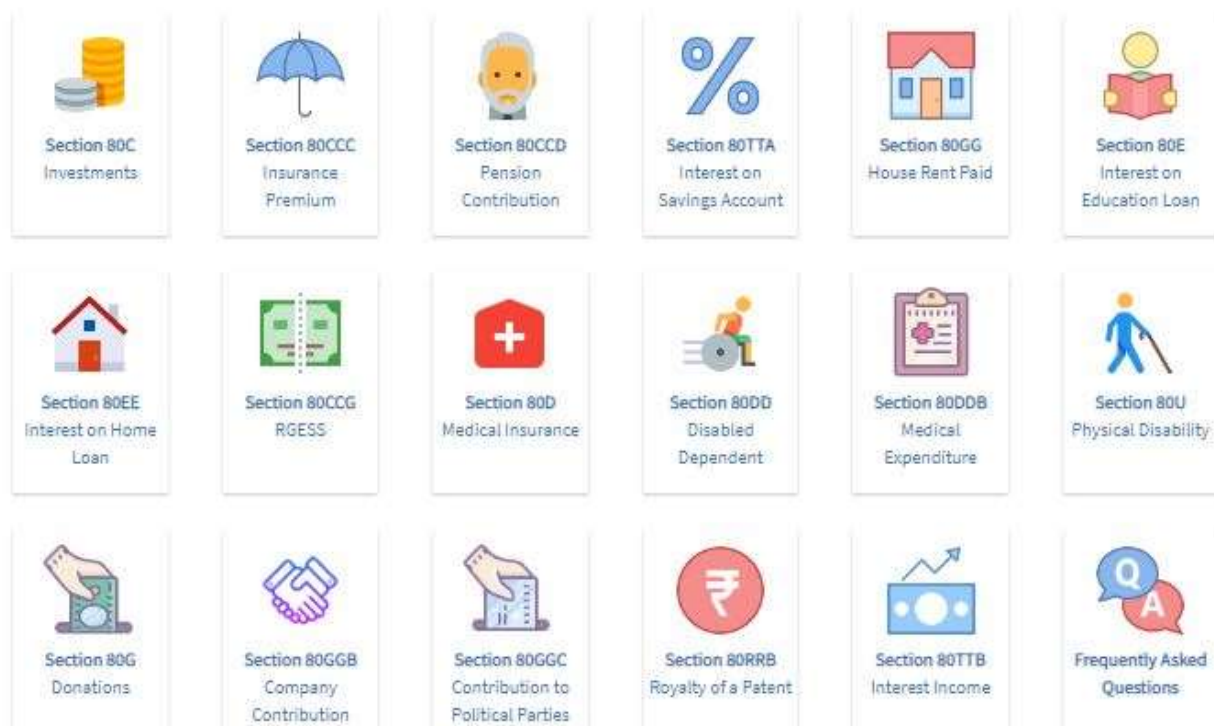 Section 80C
Investments
Section 80CCC
Insurance
Premium
Section 80CCD
Pension
Contribution
Section 80TTA
Interest on
Savings Account
Section 80GG
House Rent Paid
Section 80E
Interest on
Education Loan
Section 80EE
Interest on Home
Loan
Section 80CCG
RGESS
Section 80D
Medical Insurance
Section 80DD
Disabled
Dependent
Section 80DDB
Medical
Expenditure
Section 80U
Physical Disability
Section 80G
Donations
Section 80GGB
Company
Contribution
Section 80GGC
Contribution to
Political Parties
₹
Section 80RRB
Royalty of a Patent
Section 80TTB
Interest Income
Q
A
Frequently Asked
Questions